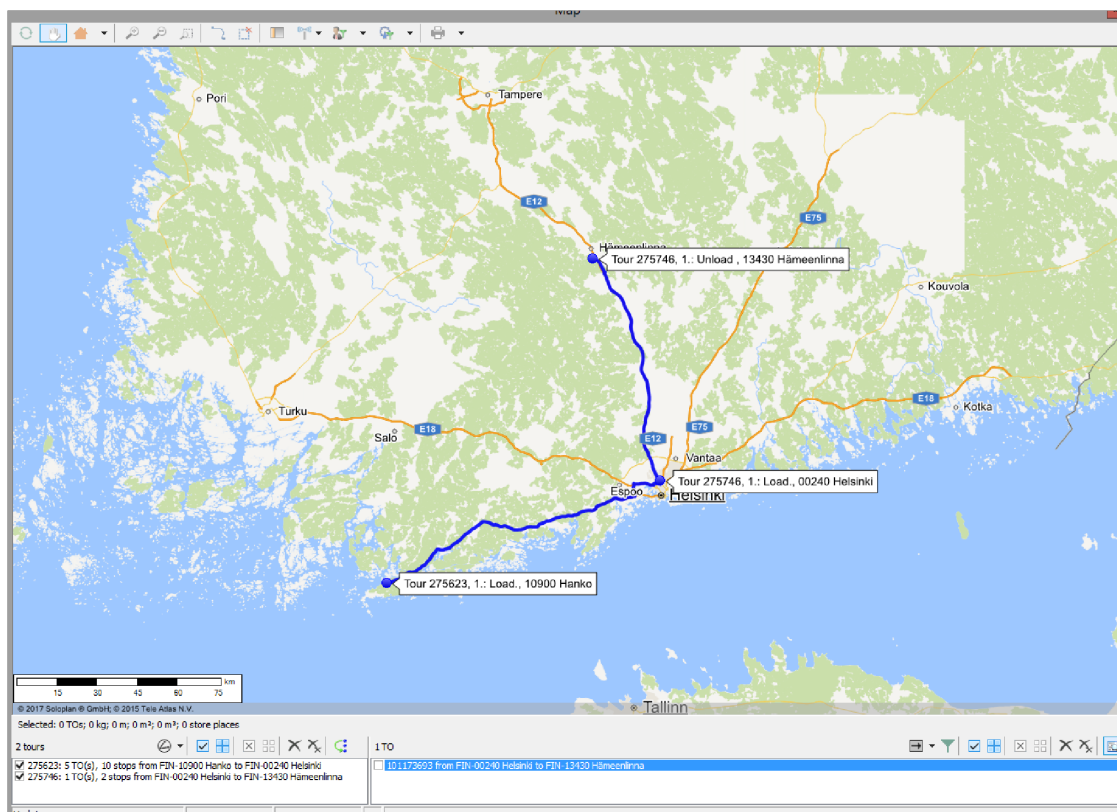 Map
Pori
Tampere
E12
E75
Hämeenlinna
Tour 275746, 1.: Unload , 13430 Hämeenlinna
Kouvola
Turku
Salo
E18
E12
E75
E18
Kotka
Vantaa
Tour 275746, 1.: Load., 00240 Helsinki
Espoo
Helsinki
Tour 275623, 1.: Load., 10900 Hanko
km
15 30 45 60 75
© 2017 Soloplan ® GmbH; © 2015 Tele Atlas N.V.
Tallinn
Selected: 0 TOs; 0 kg; 0 m; 0 m²; 0 m³; 0 store places
2 tours
1 TO
275623: 5 TO(s), 10 stops from FIN-10900 Hanko to FIN-00240 Helsinki
275746: 1 TO(s), 2 stops from FIN-00240 Helsinki to FIN-13430 Hämeenlinna
101173693 from FIN-00240 Helsinki to FIN-13430 Hämeenlinna